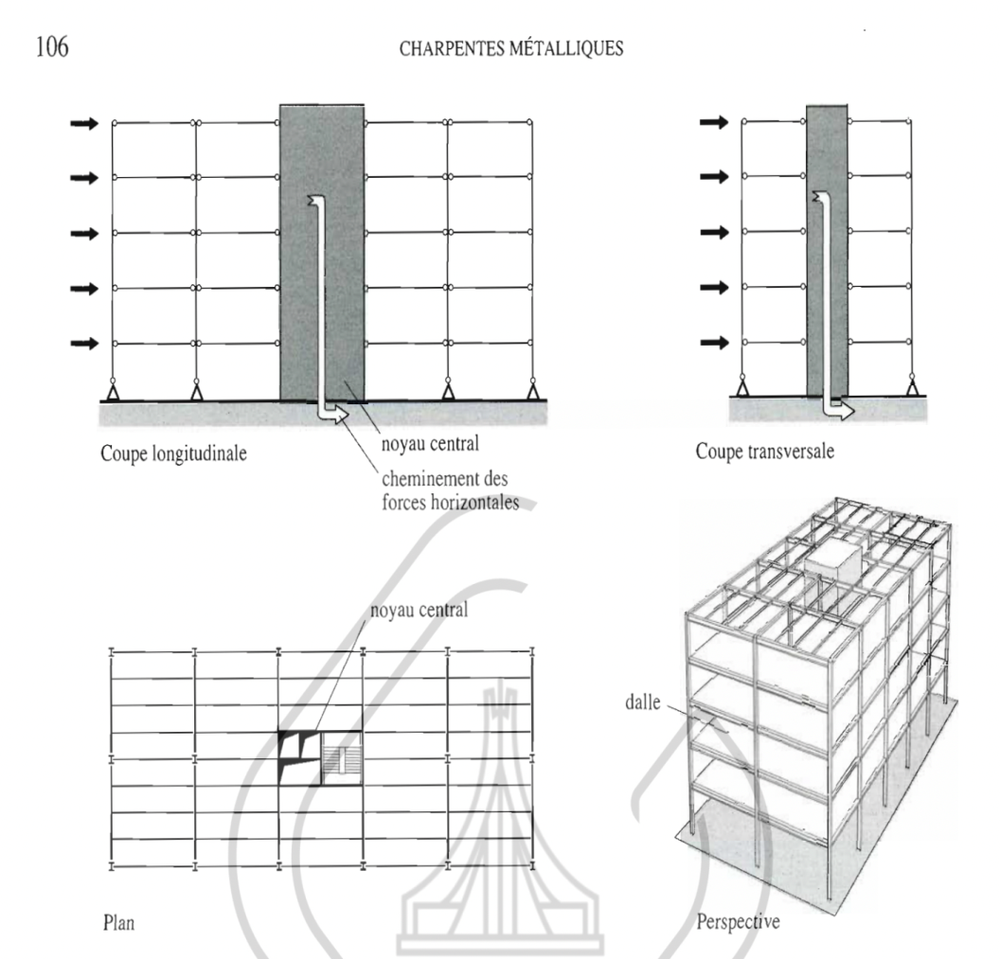 106
CHARPENTES MÉTALLIQUES
Coupe longitudinale
noyau central
cheminement des
forces horizontales
Coupe transversale
noyau central
dalle
Plan
Perspective